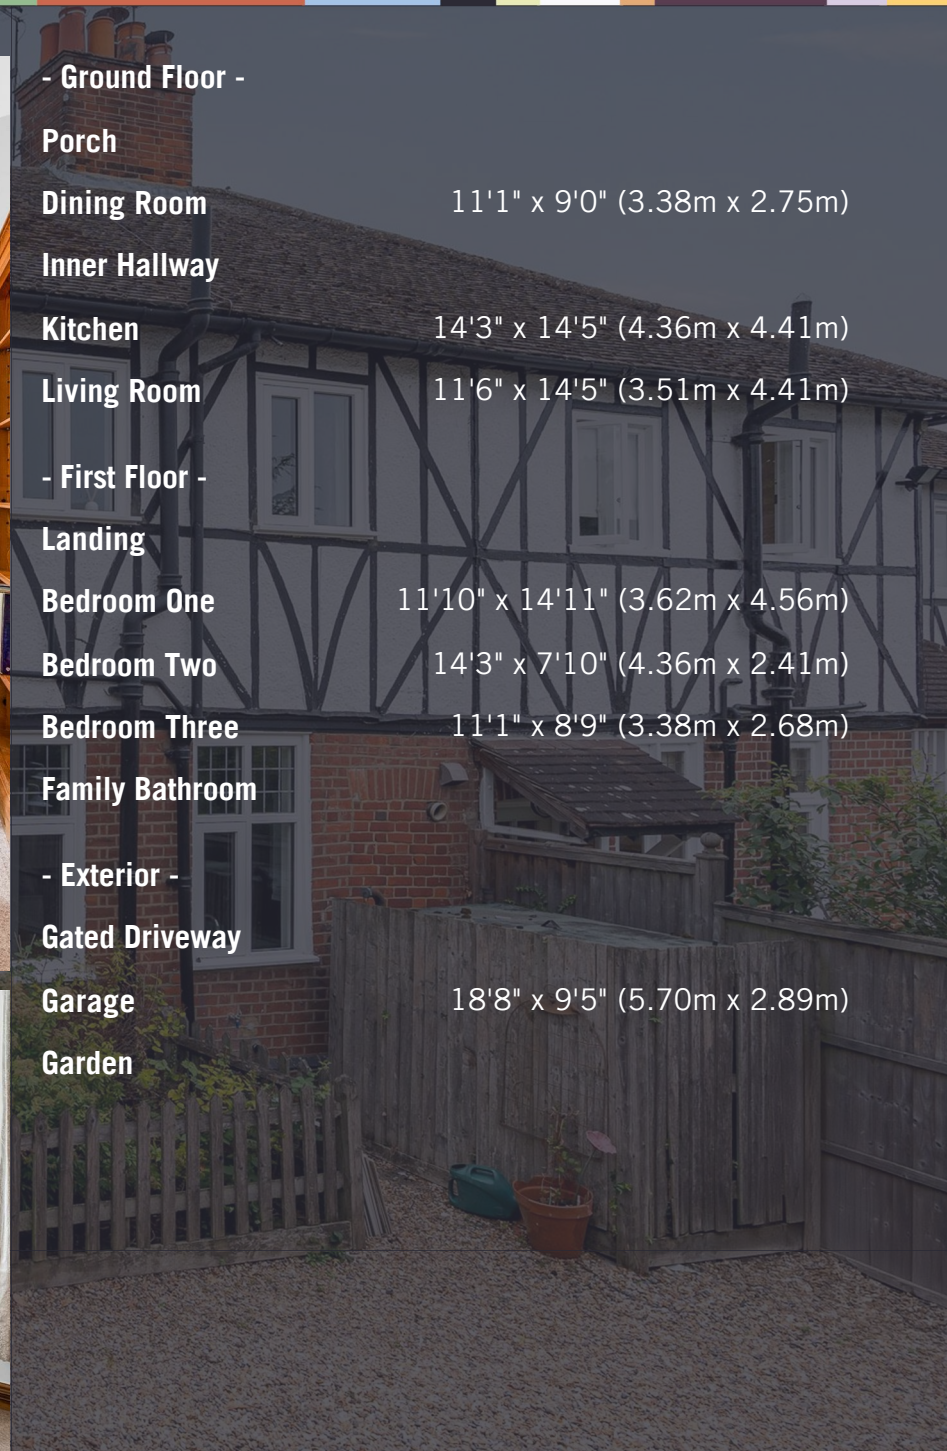 - Ground Floor -
Porch
Dining Room 11'1" x 9'0" (3.38m x 2.75m)
Inner Hallway
Kitchen 14'3" x 14'5" (4.36m x 4.41m)
Living Room 11'6" x 14'5" (3.51m x 4.41m)
- First Floor -
Landing
Bedroom One 11'10" x 14'11" (3.62m x 4.56m)
Bedroom Two 14'3" x 7'10" (4.36m x 2.41m)
Bedroom Three 11'1" x 8'9" (3.38m x 2.68m)
Family Bathroom
- Exterior -
Gated Driveway
Garage 18'8" x 9'5" (5.70m x 2.89m)
Garden